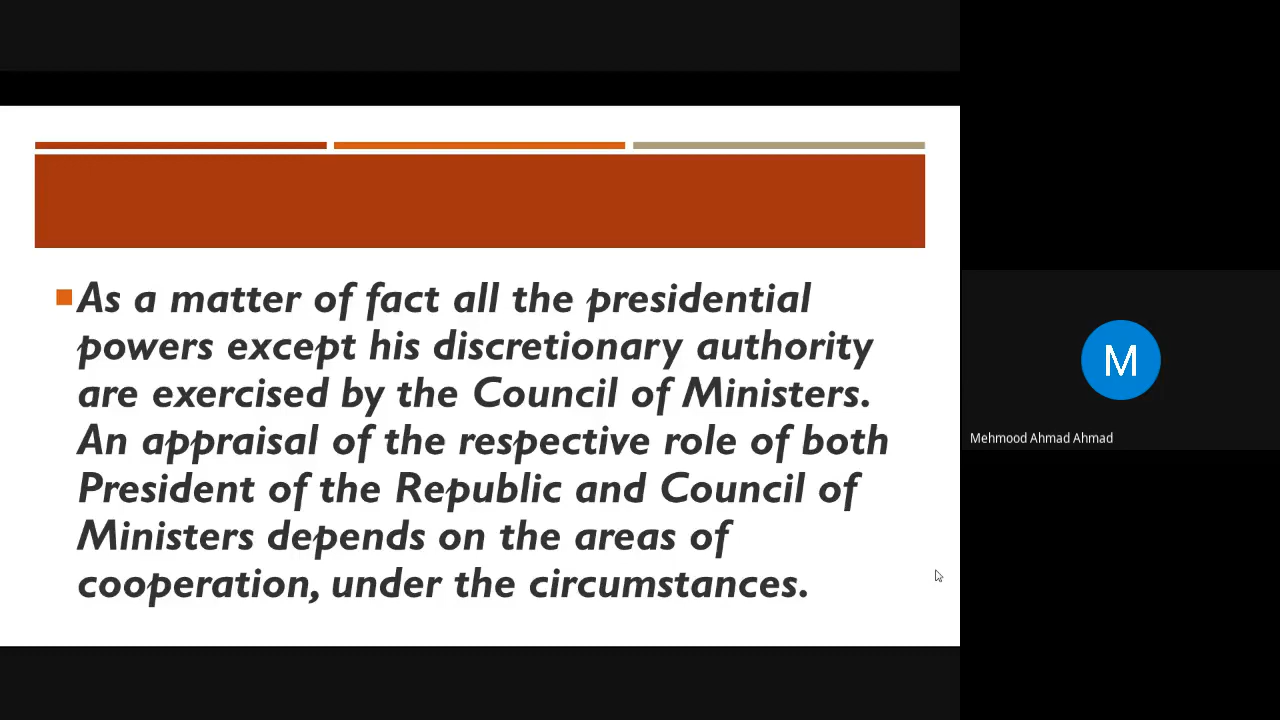 As a matter of fact all the presidential
powers except his discretionary authority
are exercised by the Council of Ministers.
An appraisal of the respective role of both
President of the Republic and Council of
Ministers depends on the areas of
cooperation, under the circumstances.
M
Mehmood Ahmad Ahmad